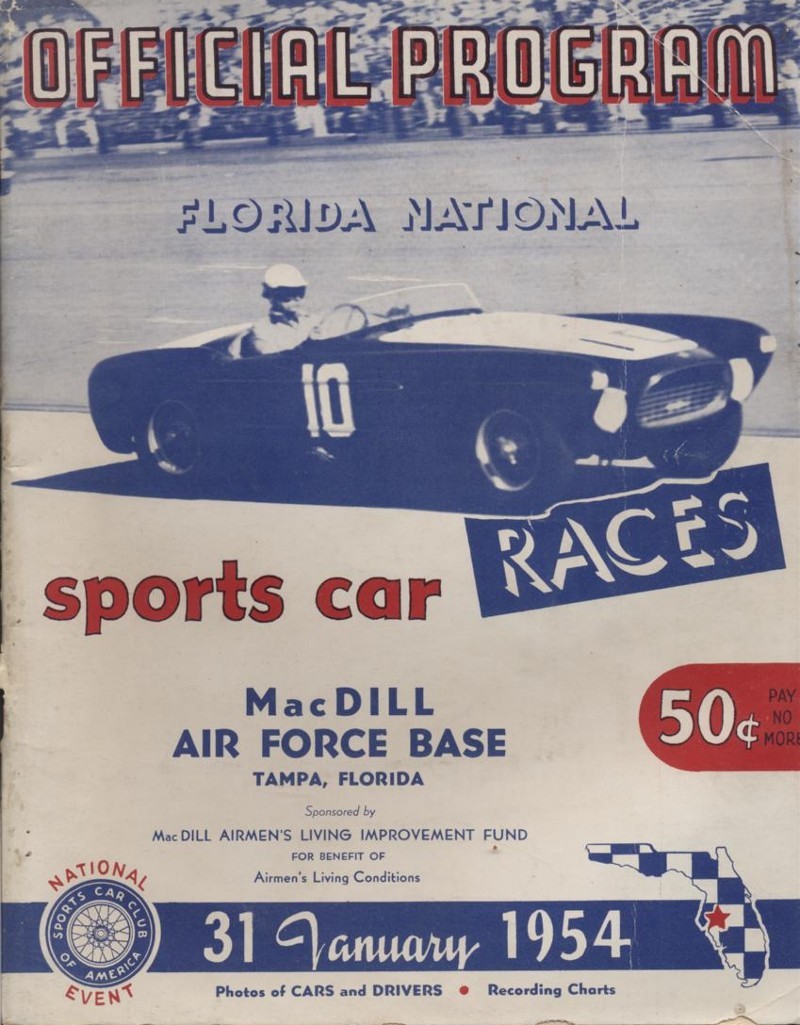 OFFICIAL PROGRAM
FLORIDA NATIONAL
10
RACES
sports car
MacDILL
AIR FORCE BASE
TAMPA, FLORIDA
50¢ PAY
NO
MORE
Sponsored by
MacDILL AIRMEN'S LIVING IMPROVEMENT FUND
FOR BENEFIT OF
Airmen's Living Conditions
NATIONAL
SPORTS CAR CLUB
OF AMERICA
EVENT
31 January 1954
Photos of CARS and DRIVERS • Recording Charts